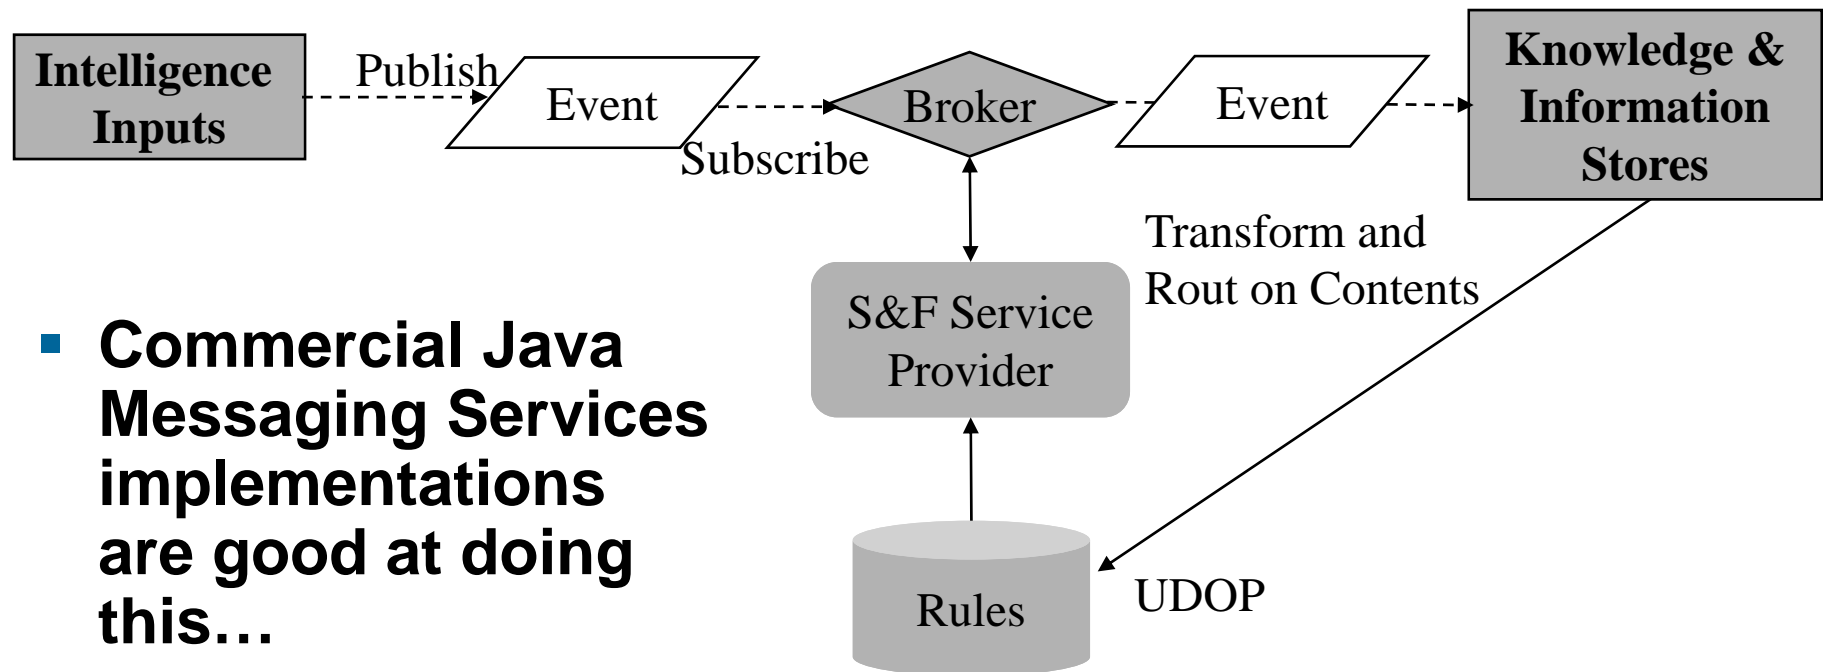 Intelligence
Inputs
Publish
Event
Subscribe
Broker
Event
Knowledge &
Information
Stores
Transform and
Rout on Contents
S&F Service
Provider
▪ Commercial Java
Messaging Services
implementations
are good at doing
this…
Rules
UDOP